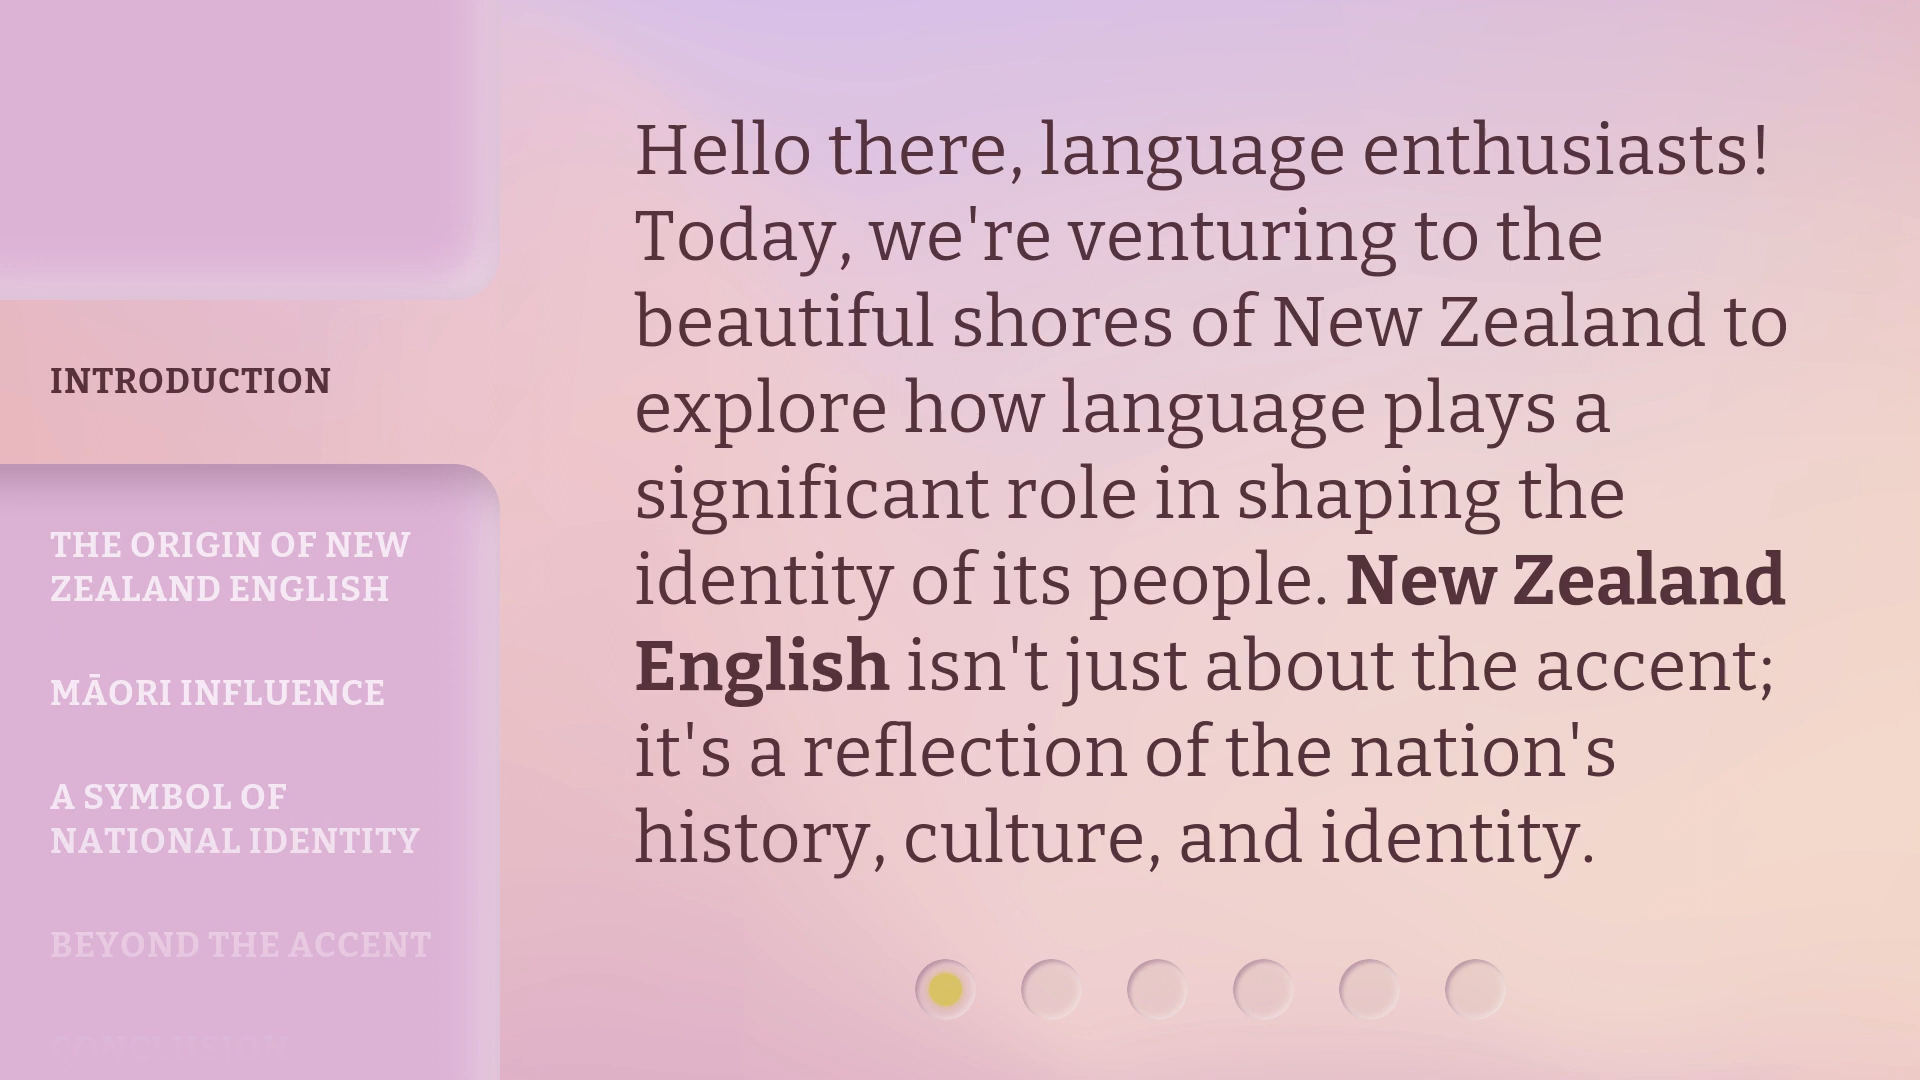 INTRODUCTION
THE ORIGIN OF NEW
ZEALAND ENGLISH
MĀORI INFLUENCE
A SYMBOL OF
NATIONAL IDENTITY
BEYOND THE ACCENT
CONCLUSION
Hello there, language enthusiasts!
Today, we're venturing to the
beautiful shores of New Zealand to
explore how language plays a
significant role in shaping the
identity of its people. New Zealand
English isn't just about the accent;
it's a reflection of the nation's
history, culture, and identity.